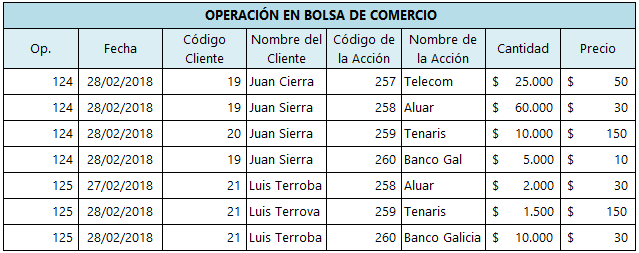 OPERACIÓN EN BOLSA DE COMERCIO
Op. Fecha Código Cliente Nombre del Cliente Código de la Acción Nombre de la Acción Cantidad Precio
124 28/02/2018 19 Juan Cierra 257 Telecom $ 25.000 $ 50
124 28/02/2018 19 Juan Sierra 258 Aluar $ 60.000 $ 30
124 28/02/2018 20 Juan Sierra 259 Tenaris $ 10.000 $ 150
124 28/02/2018 19 Juan Sierra 260 Banco Gal $ 5.000 $ 10
125 27/02/2018 21 Luis Terroba 258 Aluar $ 2.000 $ 30
125 28/02/2018 21 Luis Terrova 259 Tenaris $ 1.500 $ 150
125 28/02/2018 21 Luis Terroba 260 Banco Galicia $ 10.000 $ 30